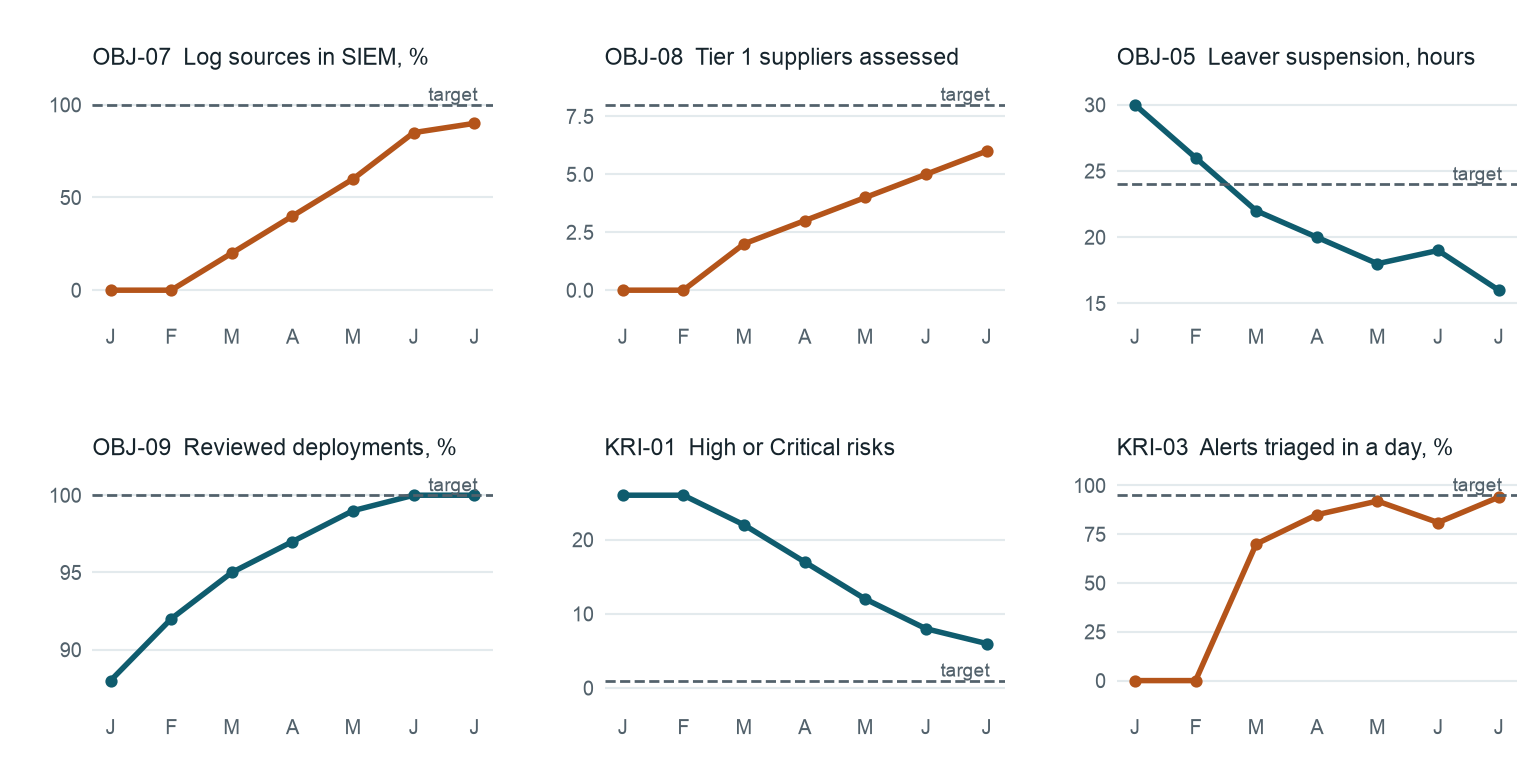 OBJ-07 Log sources in SIEM, %
target
100
50
0
J F M A M J J
OBJ-08 Tier 1 suppliers assessed
target
7.5
5.0
2.5
0.0
J F M A M J J
OBJ-05 Leaver suspension, hours
30
25
target
20
15
J F M A M J J
OBJ-09 Reviewed deployments, %
target
100
95
90
J F M A M J J
KRI-01 High or Critical risks
20
10
target
0
J F M A M J J
KRI-03 Alerts triaged in a day, %
target
100
75
50
25
0
J F M A M J J